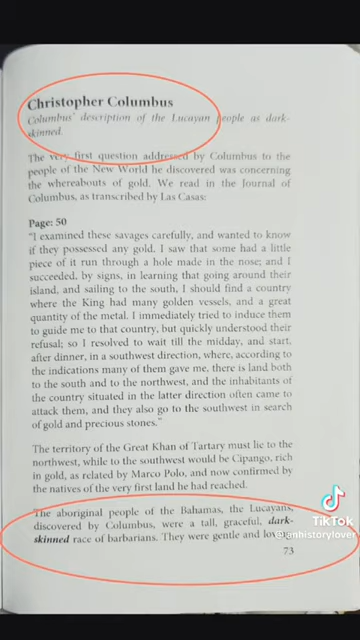 Christopher Columbus
Columbus' description of the Lucayan people as dark-
skinned.
The very first question addressed by Columbus to the
people of the New World he discovered was concerning
the whereabouts of gold. We read in the Journal of
Columbus, as transcribed by Las Casas:
Page: 50
"I examined these savages carefully, and wanted to know
if they possessed any gold. I saw that some had a little
piece of it run through a hole made in the nose; and I
succeeded, by signs, in learning that going around their
island, and sailing to the south, I should find a country
where the King had many golden vessels, and a great
quantity of the metal. I immediately tried to induce them
to guide me to that country, but quickly understood their
refusal; so I resolved to wait till the midday, and start,
after dinner, in a southwest direction, where, according to
the indications many of them gave me, there is land both
to the south and to the northwest, and the inhabitants of
the country situated in the latter direction often came to
attack them, and they also go to the southwest in search
of gold and precious stones."
The territory of the Great Khan of Tartary must lie to the
northwest, while to the southwest would be Cipango, rich
in gold, as related by Marco Polo, and now confirmed by
the natives of the very first land he had reached.
The aboriginal people of the Bahamas, the Lucayans,
discovered by Columbus, were a tall, graceful, dark-
skinned race of barbarians. They were gentle and
73
TikTok
@anhistorylover